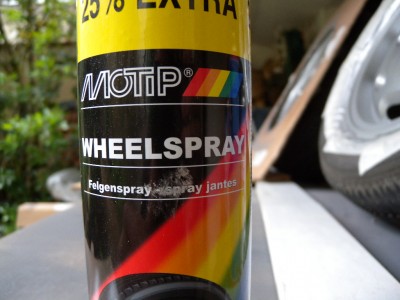 25% EXTRA
MOTIP®
WHEELSPRAY
Felgenspray - spray jantes